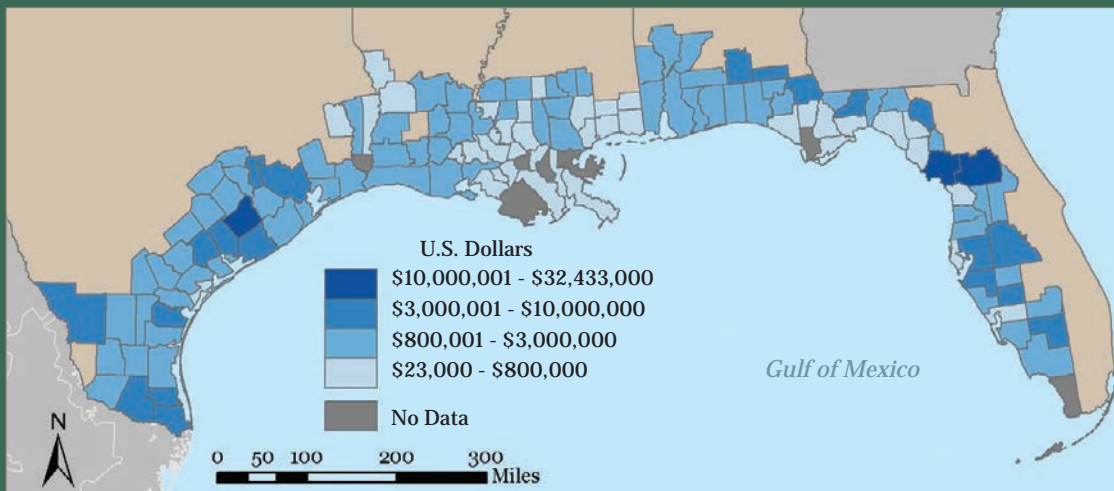 U.S. Dollars
$10,000,001 - $32,433,000
$3,000,001 - $10,000,000
$800,001 - $3,000,000
$23,000 - $800,000
No Data
Gulf of Mexico
N
0 50 100 200 300
Miles